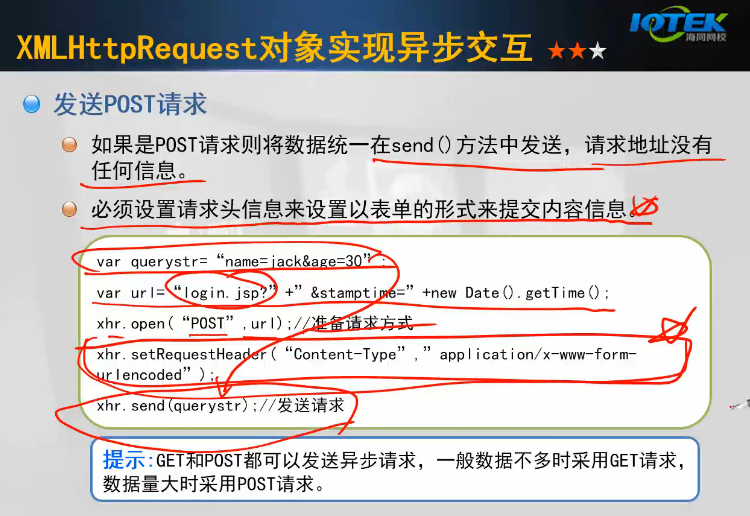 XMLHttpRequest对象实现异步交互
IOTEK
海同网校
发送POST请求
如果是POST请求则将数据统一在send()方法中发送，请求地址没有
任何信息。
必须设置请求头信息来设置以表单的形式来提交内容信息。
var querystr=“name=jack&age=30”;
var url=“login.jsp?”+”&stamptime=”+new Date().getTime();
xhr.open(“POST”,url);//准备请求方式
xhr.setRequestHeader(“Content-Type”,”application/x-www-form-
urlencoded”);
xhr.send(querystr);//发送请求
提示:GET和POST都可以发送异步请求，一般数据不多时采用GET请求，
数据量大时采用POST请求。